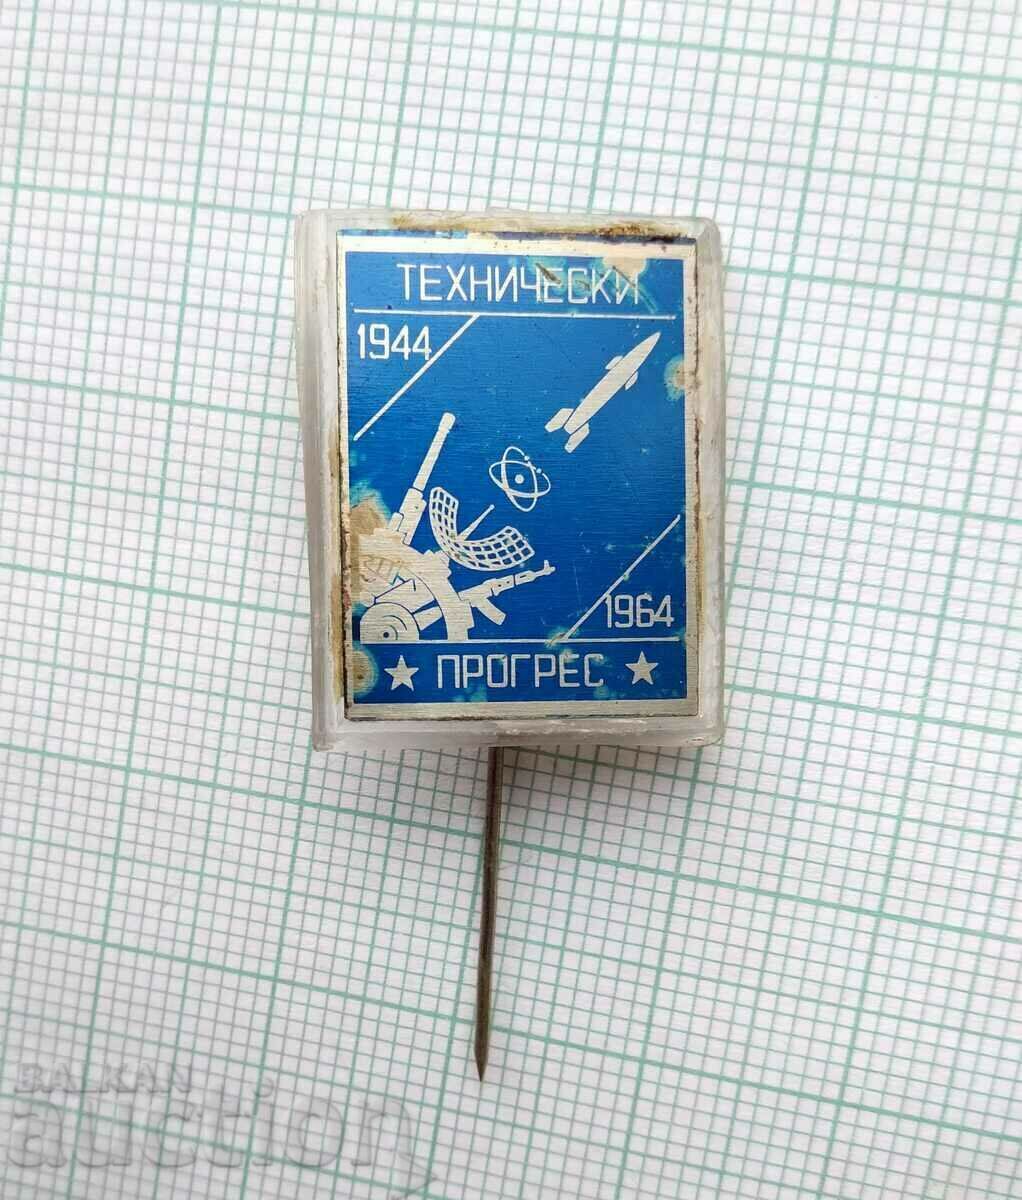 ТЕХНИЧЕСКИ
1944
1964
★ ПРОГРЕС ★
BALKAN
auction